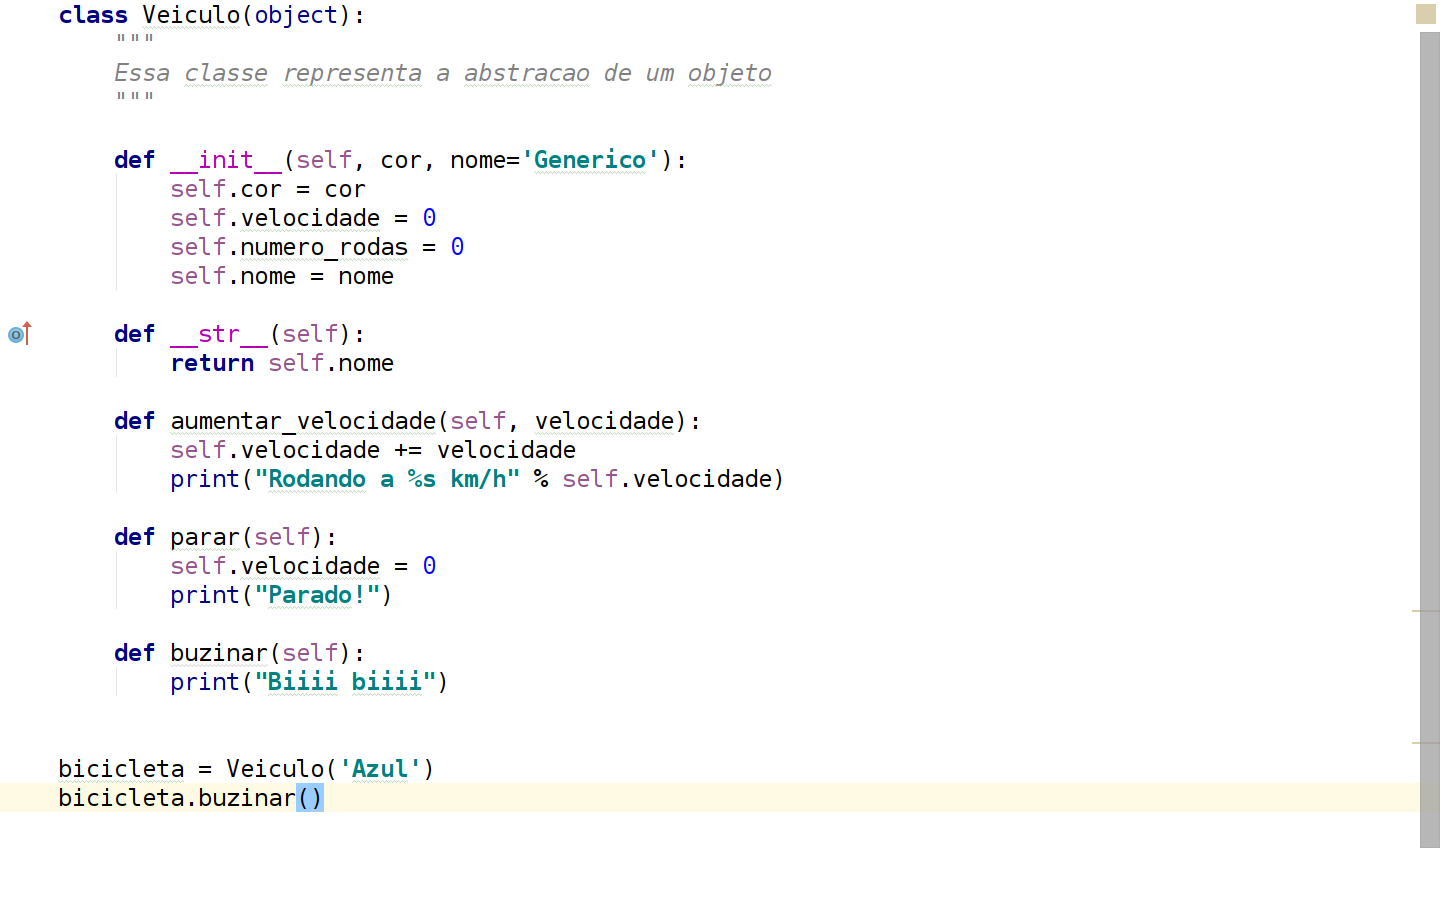 class Veiculo(object):
    """
    Essa classe representa a abstracao de um objeto
    """

    def __init__(self, cor, nome='Generico'):
        self.cor = cor
        self.velocidade = 0
        self.numero_rodas = 0
        self.nome = nome

    def __str__(self):
        return self.nome

    def aumentar_velocidade(self, velocidade):
        self.velocidade += velocidade
        print("Rodando a %s km/h" % self.velocidade)

    def parar(self):
        self.velocidade = 0
        print("Parado!")

    def buzinar(self):
        print("Biiii biiii")


bicicleta = Veiculo('Azul')
bicicleta.buzinar()